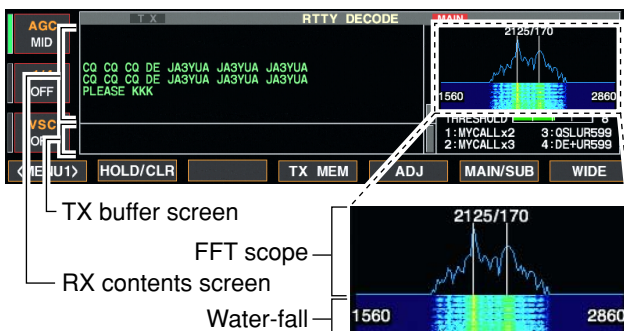 AGC
MID
TX
RTTY DECODE
MAIN
2125/170
CQ CQ CQ DE JA3YUA JA3YUA JA3YUA
CQ CQ CQ DE JA3YUA JA3YUA JA3YUA
PLEASE KKK
OFF
1560
2860
THRESHOLD
8
VSC
1:MYCALLx2
3:QSLUR599
2:MYCALLx3
4:DE+UR599
<MENU1>
HOLD/CLR
TX MEM
ADJ
MAIN/SUB
WIDE
TX buffer screen
2125/170
FFT scope
RX contents screen
Water-fall
1560
2860